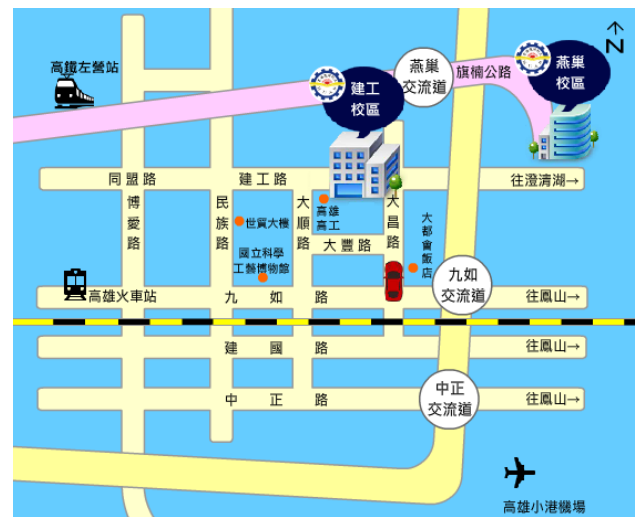 Z
燕巢
交流道
旗楠公路
燕巢
校區
高鐵左營站
建工
校區
同盟路
建工路
往澄清湖→
博愛路
民族路
世貿大樓
國立科學
工藝博物館
大順路
高雄
高工
大豐路
大昌路
大都會飯店
高雄火車站
九如路
九如
交流道
往鳳山→
建國路
往鳳山→
中正路
中正
交流道
往鳳山→
高雄小港機場